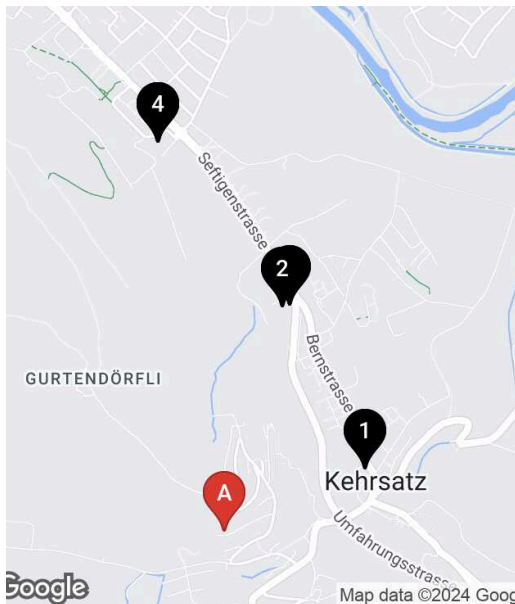 4
Seftigenstrasse
2
Bernstrasse
GURTENDÖRFLI
1
Kehrsatz
A
Umfahrungsstrasse
Google
Map data ©2024 Goog